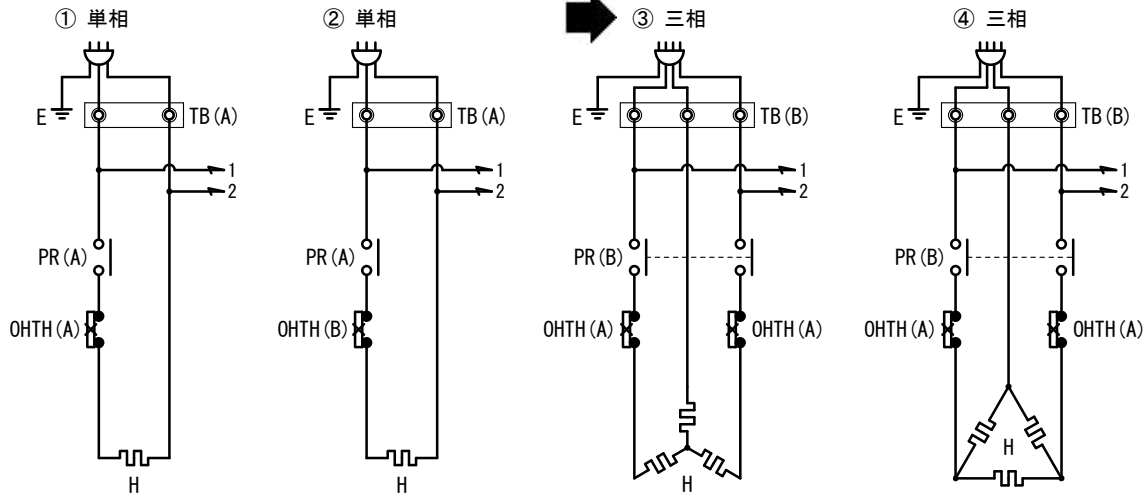 ① 単相
② 単相
③ 三相
④ 三相
E
TB(A)
E
TB(A)
E
TB(B)
E
TB(B)
1
2
1
2
1
2
1
2
PR(A)
PR(A)
PR(B)
PR(B)
OHTH(A)
OHTH(B)
OHTH(A)
OHTH(A)
OHTH(A)
OHTH(A)
H
H
H
H